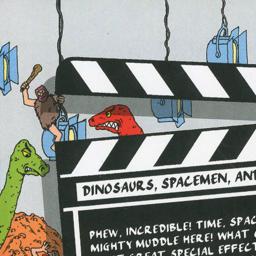 DINOSAURS, SPACEMEN, AN
PHEW, INCREDIBLE! TIME, SPAC
MIGHTY MUDDLE HERE! WHAT
GREAT SPECIAL EFFECT